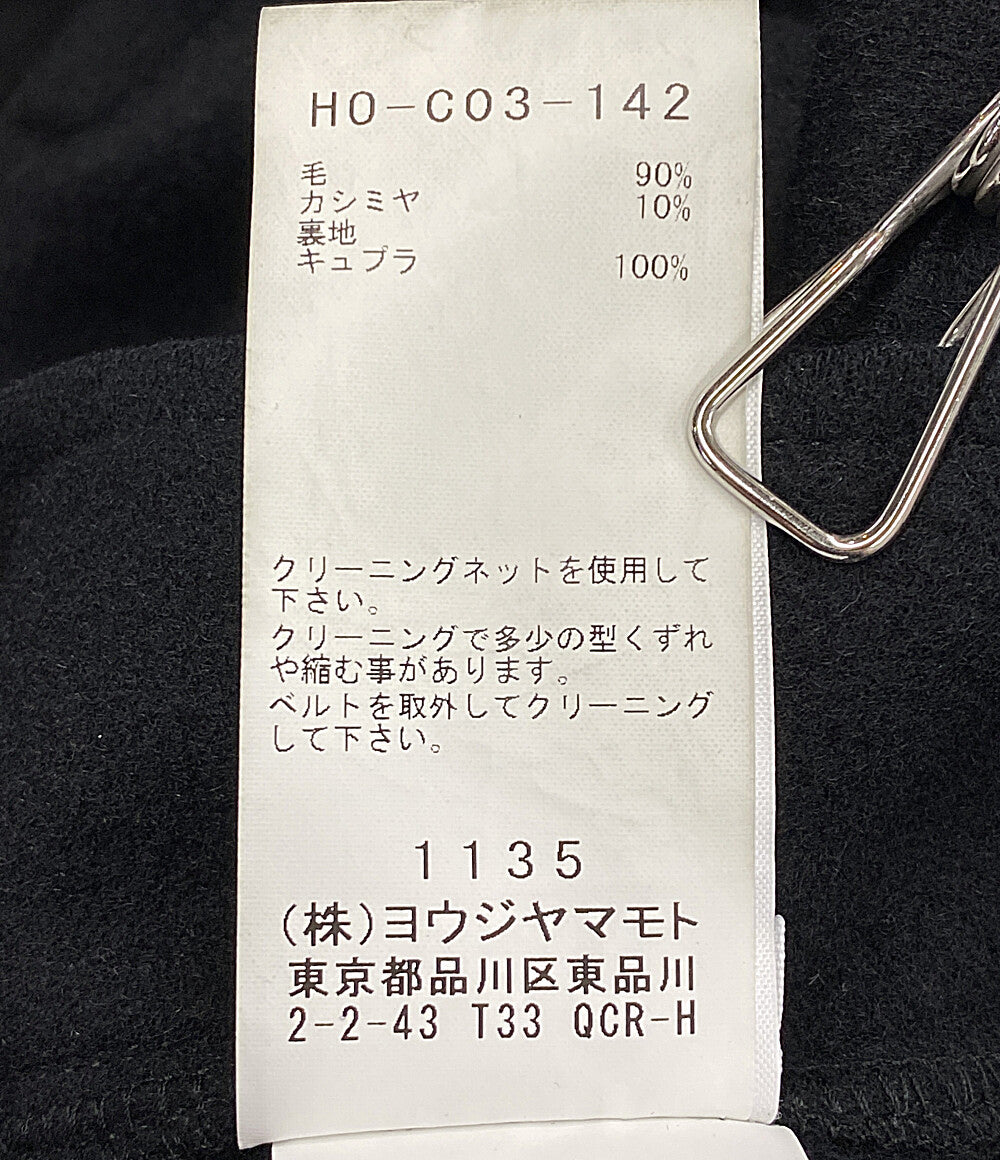 HO-C03-142
毛 90%
カシミヤ 10%
裏地
キュプラ 100%
クリーニングネットを使用して
下さい。
クリーニングで多少の型くずれ
や縮む事があります。
ベルトを取外してクリーニング
して下さい。
1135
(株)ヨウジヤマモト
東京都品川区東品川
2-2-43 T33 QCR-H